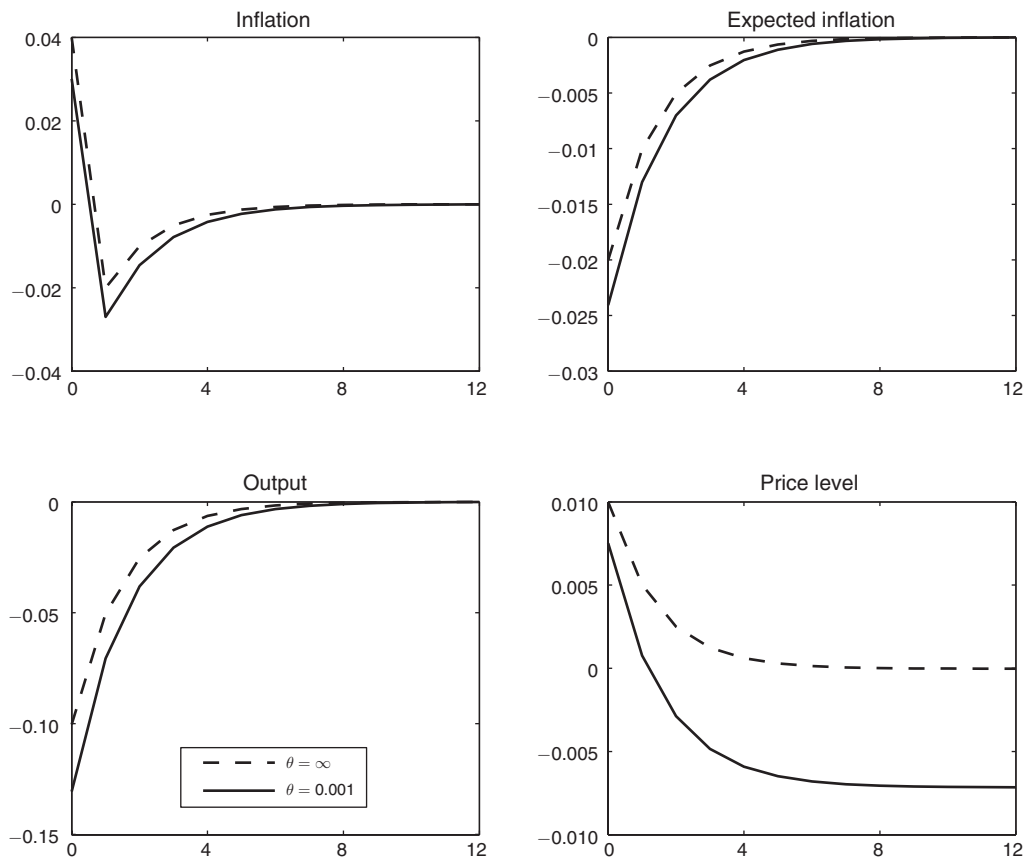 Inflation
0.04
0.02
0
−0.02
−0.04
0 4 8 12
Expected inflation
0
−0.005
−0.01
−0.015
−0.02
−0.025
−0.03
0 4 8 12
Output
0
−0.05
−0.10
−0.15
0 4 8 12
θ = ∞
θ = 0.001
Price level
0.010
0.005
0
−0.005
−0.010
0 4 8 12